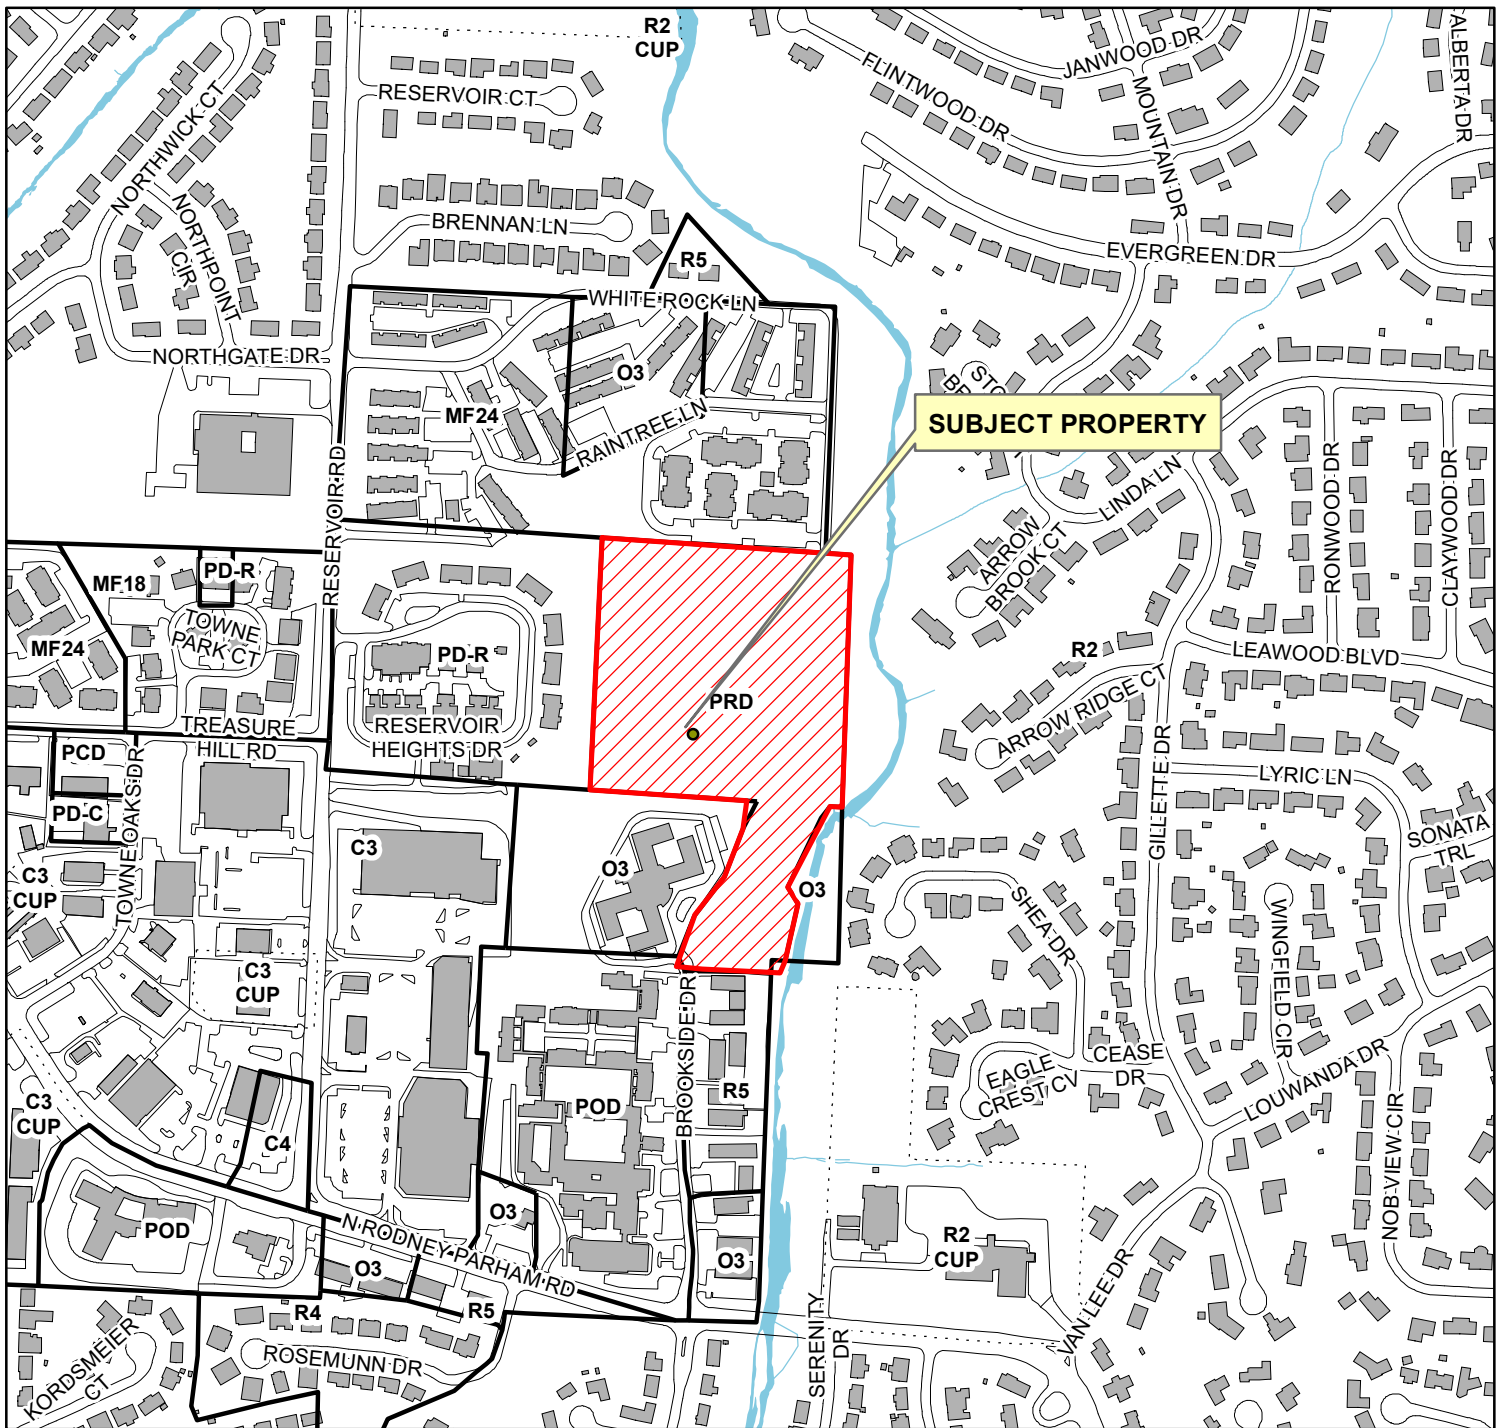 R2
CUP
JANWOOD DR
ALBERTA DR
FLINTWOOD DR
MOUNTAIN DR
RESERVOIR CT
NORTHWICK CT
NORTHPOINT
CIR
BRENNAN LN
EVERGREEN DR
R5
WHITE ROCK LN
NORTHGATE DR
O3
MF24
RAINTREE LN
SUBJECT PROPERTY
RESERVOIR RD
LINDA LN
RONWOOD DR
CLAYWOOD DR
ARROW
BROOK CT
MF18
PD-R
TOWNE
PARK CT
MF24
PD-R
R2
LEAWOOD BLVD
PRD
ARROW RIDGE CT
TREASURE
HILL RD
RESERVOIR
HEIGHTS DR
GILLETTE DR
PCD
PD-C
TOWNE OAKS DR
LYRIC LN
SONATA
TRL
C3
O3
O3
C3
CUP
SHEA DR
WINGFIELD CIR
C3
CUP
BROOKSIDE DR
CEASE
DR
EAGLE
CREST CV
R5
POD
LOUWANDA DR
NOB VIEW CIR
C3
CUP
C4
POD
O3
N RODNEY PARHAM RD
O3
O3
R2
CUP
VAN LEE DR
R4
R5
SERENITY
DR
ROSEMUNN DR
KORDSMEIER
CT